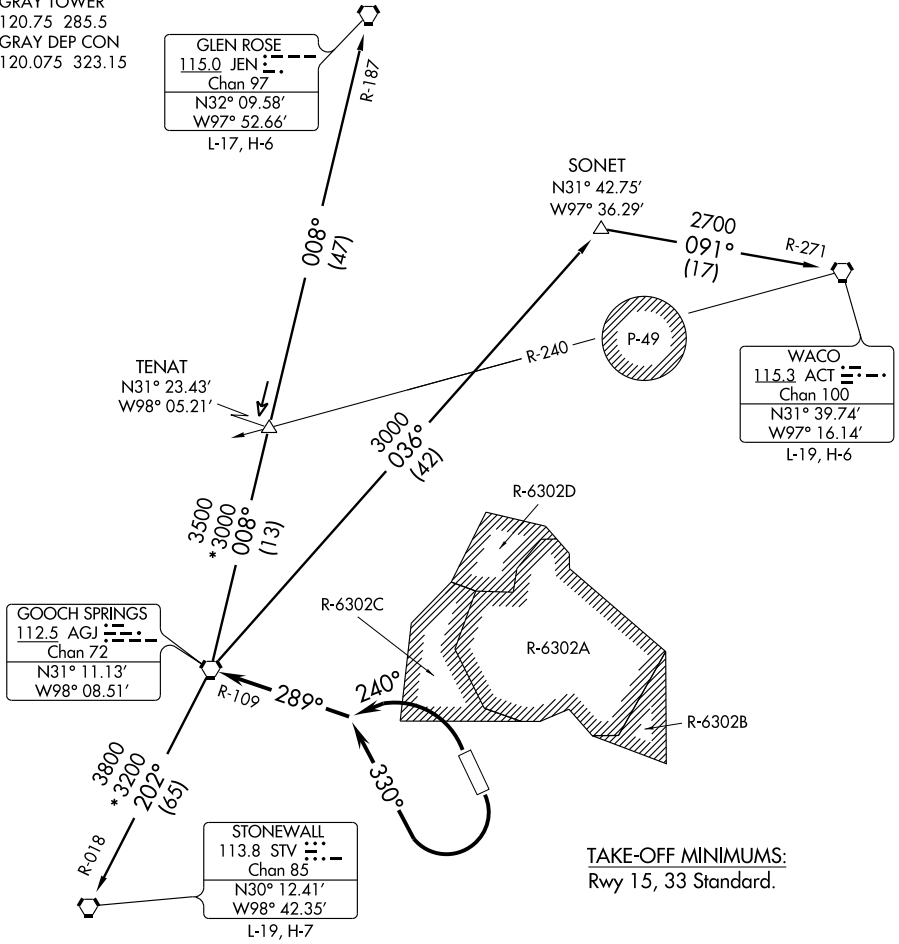 GRAY TOWER
120.75 285.5
GRAY DEP CON
120.075 323.15
GLEN ROSE
115.0 JEN
Chan 97
N32° 09.58′
W97° 52.66′
L-17, H-6
R-187
008°
(47)
SONET
N31° 42.75′
W97° 36.29′
2700
091°
(17)
R-271
P-49
R-240
WACO
115.3 ACT
Chan 100
N31° 39.74′
W97° 16.14′
L-19, H-6
TENAT
N31° 23.43′
W98° 05.21′
3000
036°
(42)
3500
*3000
008°
(13)
R-6302D
R-6302C
R-6302A
R-6302B
GOOCH SPRINGS
112.5 AGJ
Chan 72
N31° 11.13′
W98° 08.51′
R-109
289°
240°
330°
3800
*3200
202°
(65)
R-018
STONEWALL
113.8 STV
Chan 85
N30° 12.41′
W98° 42.35′
L-19, H-7
TAKE-OFF MINIMUMS:
Rwy 15, 33 Standard.